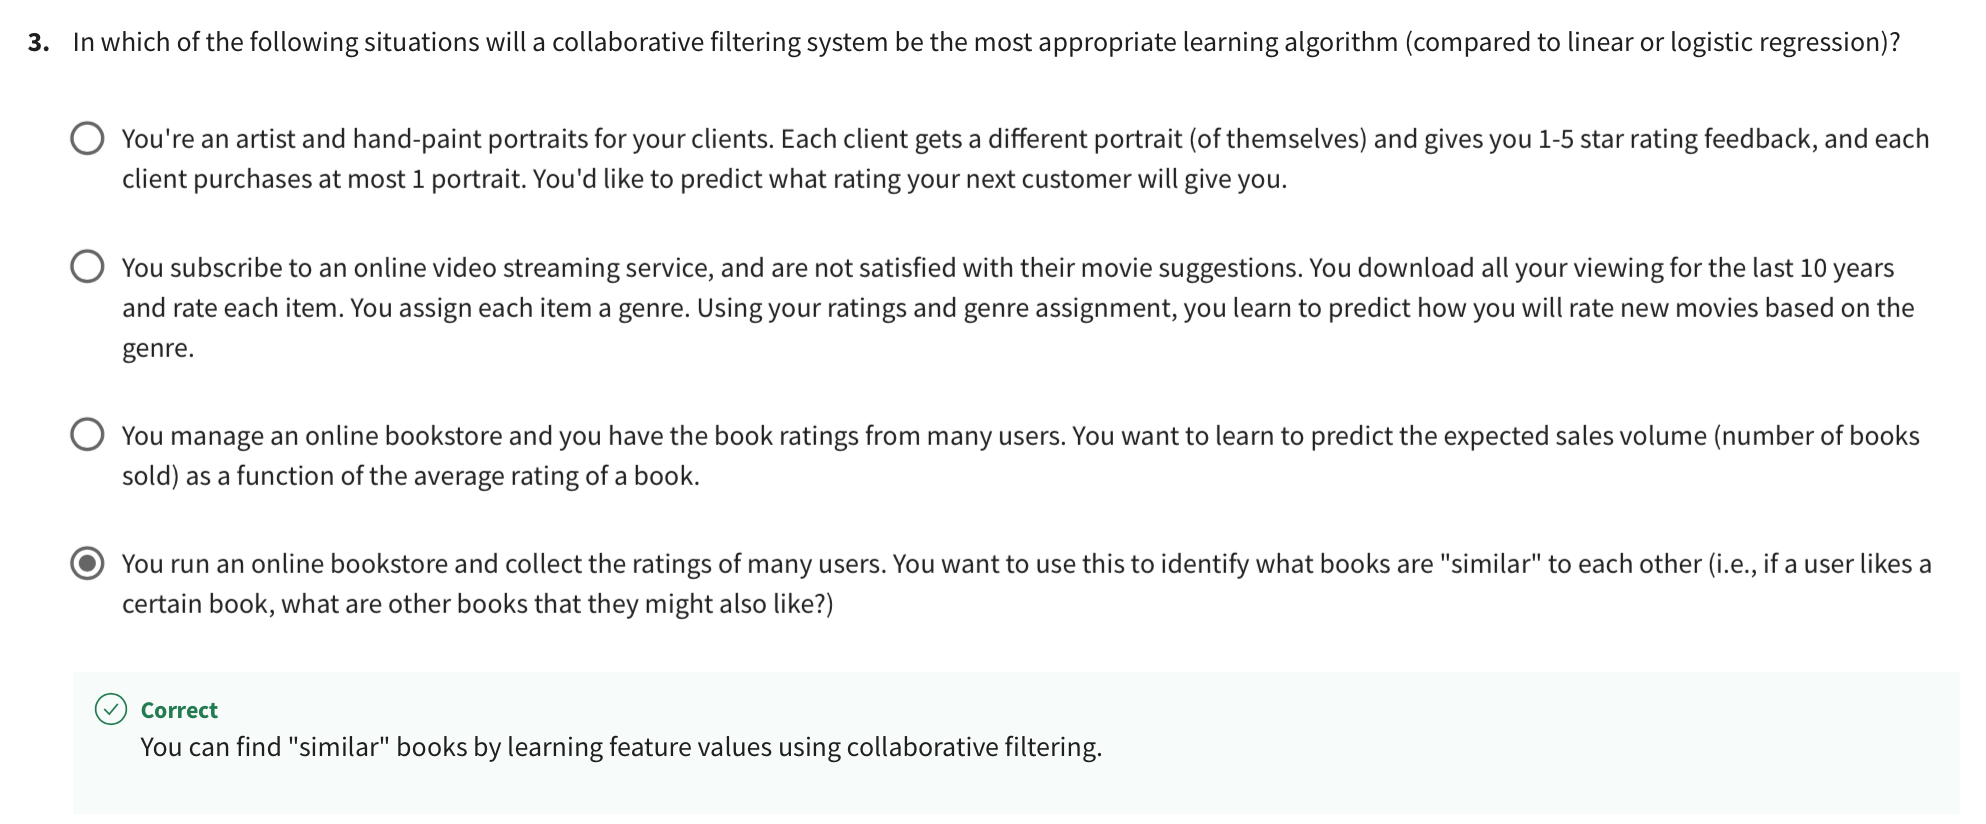 3. In which of the following situations will a collaborative filtering system be the most appropriate learning algorithm (compared to linear or logistic regression)?
You're an artist and hand-paint portraits for your clients. Each client gets a different portrait (of themselves) and gives you 1-5 star rating feedback, and each
client purchases at most 1 portrait. You'd like to predict what rating your next customer will give you.
You subscribe to an online video streaming service, and are not satisfied with their movie suggestions. You download all your viewing for the last 10 years
and rate each item. You assign each item a genre. Using your ratings and genre assignment, you learn to predict how you will rate new movies based on the
genre.
You manage an online bookstore and you have the book ratings from many users. You want to learn to predict the expected sales volume (number of books
sold) as a function of the average rating of a book.
You run an online bookstore and collect the ratings of many users. You want to use this to identify what books are "similar" to each other (i.e., if a user likes a
certain book, what are other books that they might also like?)
Correct
You can find "similar" books by learning feature values using collaborative filtering.